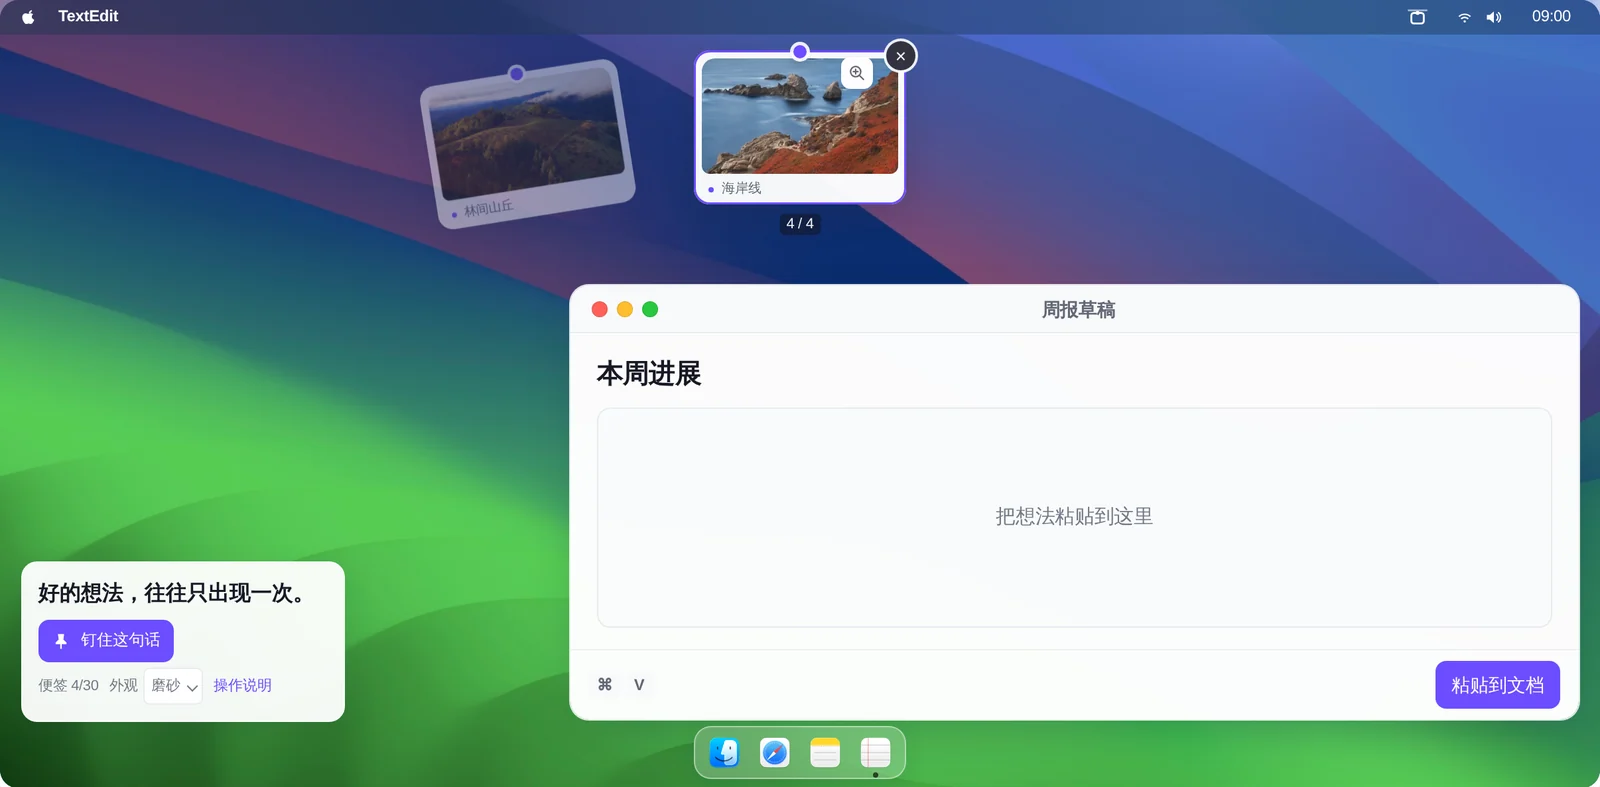 TextEdit
09:00
林间山丘
海岸线
4 / 4
周报草稿
本周进展
把想法粘贴到这里
⌘ V
粘贴到文档
好的想法，往往只出现一次。
钉住这句话
便签 4/30 外观 磨砂 操作说明